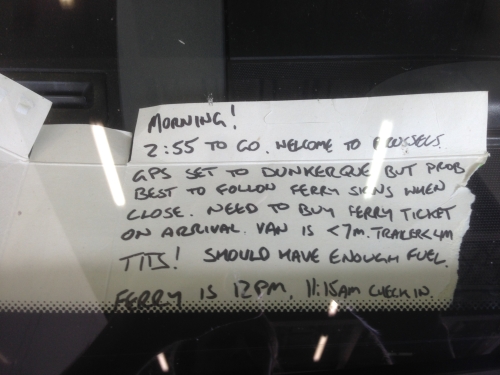 MORNING!
2:55 TO GO. WELCOME TO BRUSSELS.
GPS SET TO DUNKERQUE BUT PROB
BEST TO FOLLOW FERRY SIGNS WHEN
CLOSE. NEED TO BUY FERRY TICKET
ON ARRIVAL. VAN IS <7M. TRAILER <4M
TITS! SHOULD HAVE ENOUGH FUEL.
FERRY IS 12PM. 11:15AM CHECK IN